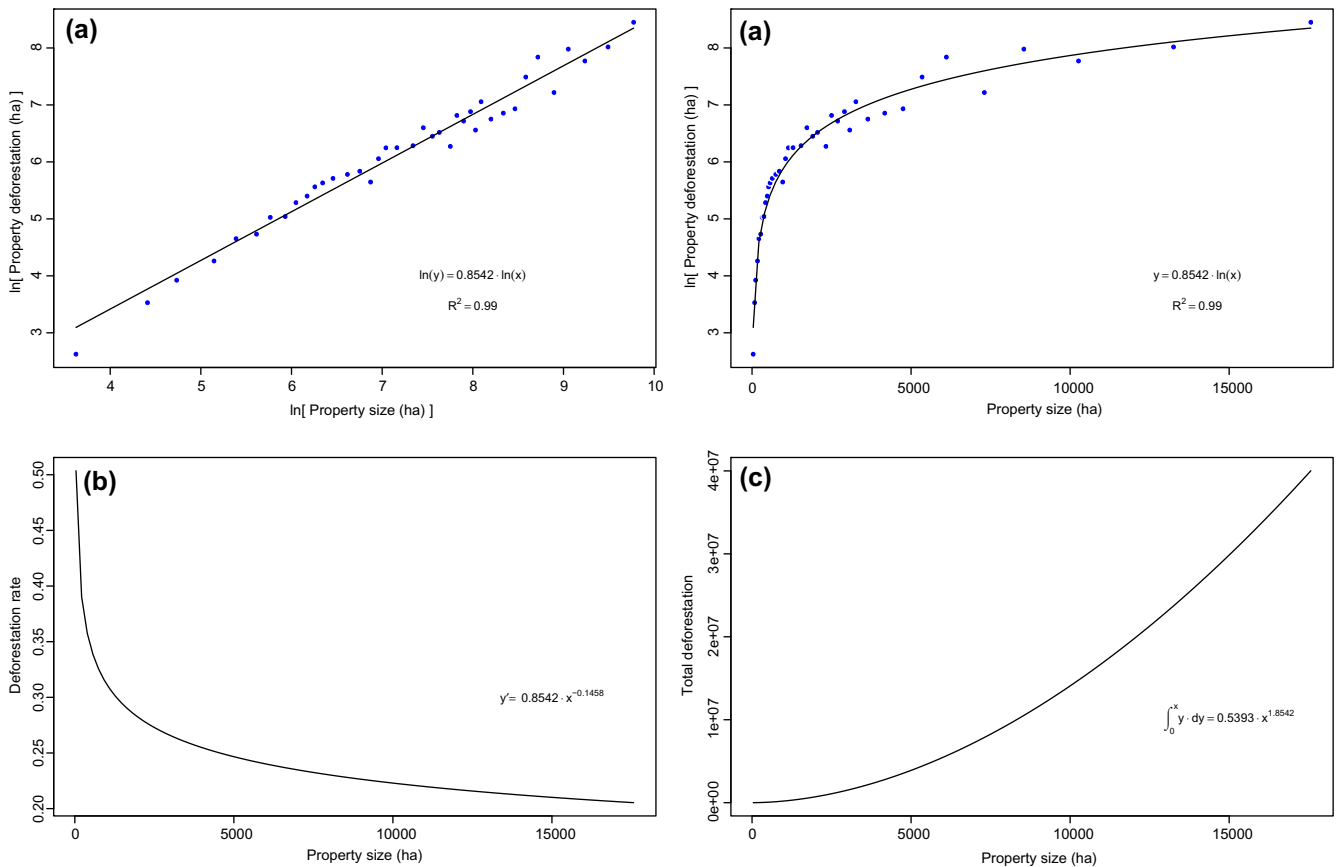 (a)
ln[ Property deforestation (ha) ]
8
7
6
5
4
3
ln(y) = 0.8542 · ln(x)
R² = 0.99
4 5 6 7 8 9 10
ln[ Property size (ha) ]
(a)
ln[ Property deforestation (ha) ]
8
7
6
5
4
3
y = 0.8542 · ln(x)
R² = 0.99
0 5000 10000 15000
Property size (ha)
(b)
Deforestation rate
0.50
0.45
0.40
0.35
0.30
0.25
0.20
y′= 0.8542 · x^−0.1458
0 5000 10000 15000
Property size (ha)
(c)
Total deforestation
4e+07
3e+07
2e+07
1e+07
0e+00
∫₀ˣ y · dy = 0.5393 · x^1.8542
0 5000 10000 15000
Property size (ha)